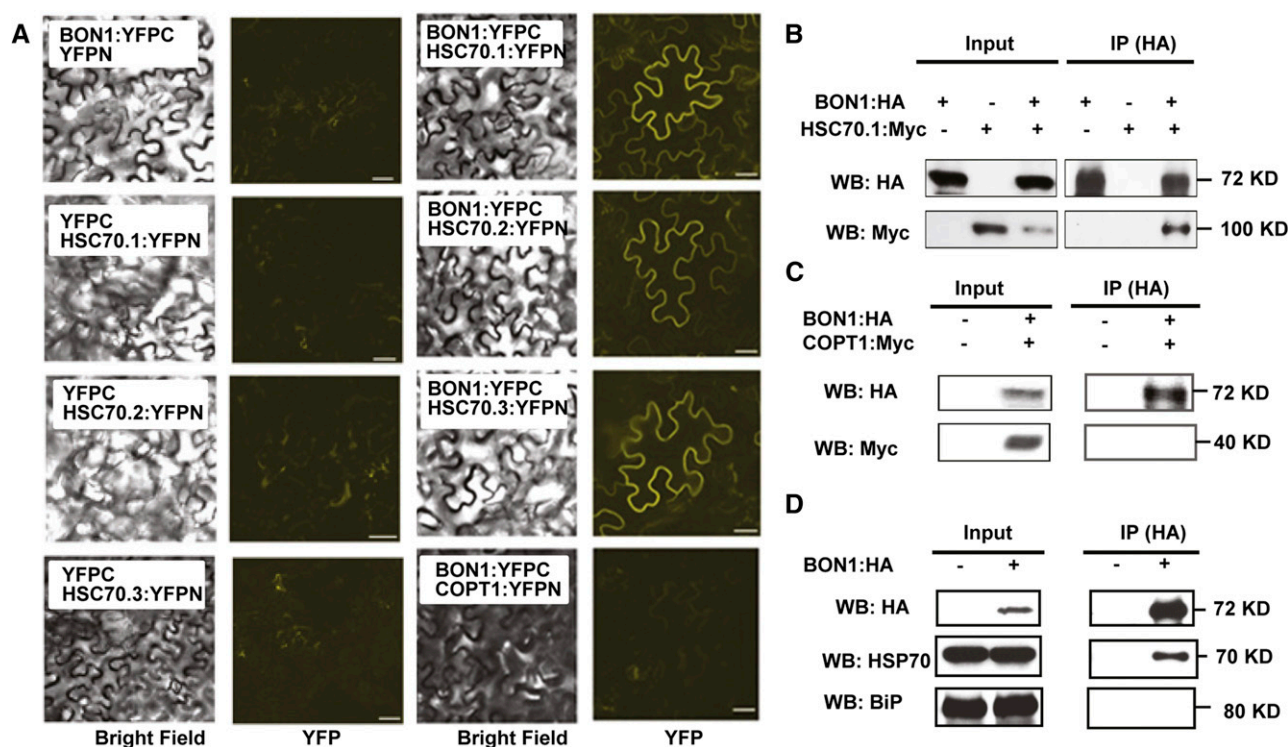 A
BON1:YFPC
YFPN
BON1:YFPC
HSC70.1:YFPN
YFPC
HSC70.1:YFPN
BON1:YFPC
HSC70.2:YFPN
YFPC
HSC70.2:YFPN
BON1:YFPC
HSC70.3:YFPN
YFPC
HSC70.3:YFPN
BON1:YFPC
COPT1:YFPN
Bright Field YFP Bright Field YFP
B
Input IP (HA)
BON1:HA + - + + - +
HSC70.1:Myc - + + - + +
WB: HA 72 KD
WB: Myc 100 KD
C
Input IP (HA)
BON1:HA - + - +
COPT1:Myc - + - +
WB: HA 72 KD
WB: Myc 40 KD
D
Input IP (HA)
BON1:HA - + - +
WB: HA 72 KD
WB: HSP70 70 KD
WB: BiP 80 KD